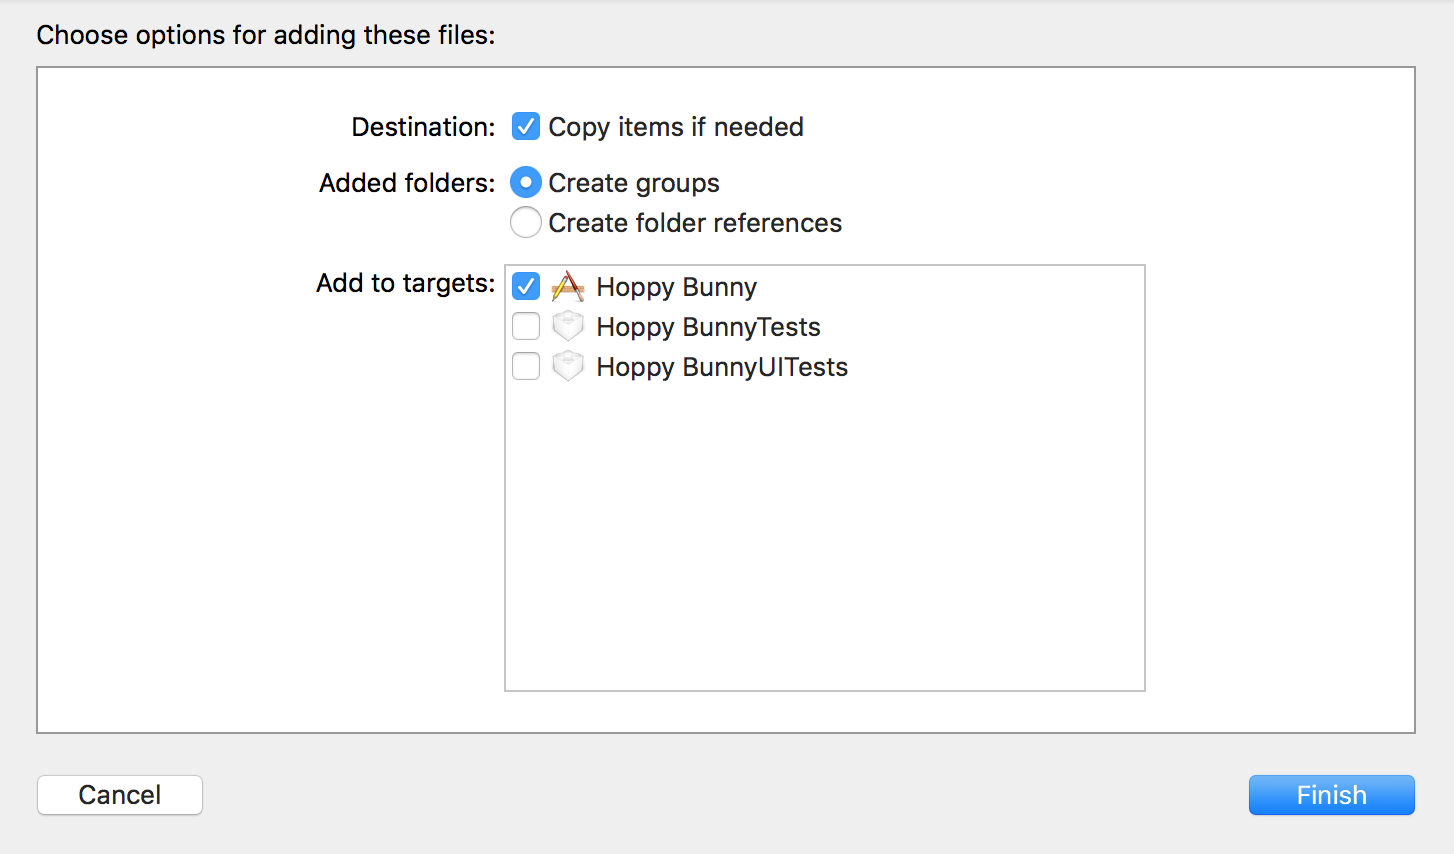 Choose options for adding these files:
Destination: Copy items if needed
Added folders: Create groups
Create folder references
Add to targets: Hoppy Bunny
Hoppy BunnyTests
Hoppy BunnyUITests
Cancel Finish